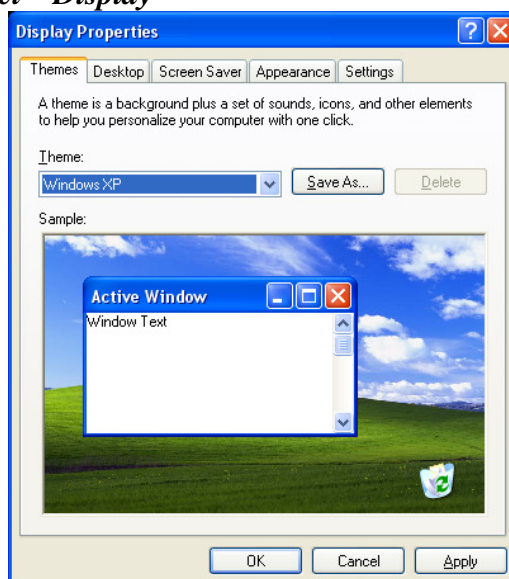 Display
Display Properties
Themes Desktop Screen Saver Appearance Settings
A theme is a background plus a set of sounds, icons, and other elements
to help you personalize your computer with one click.
Theme:
Windows XP Save As... Delete
Sample:
Active Window
Window Text
OK Cancel Apply